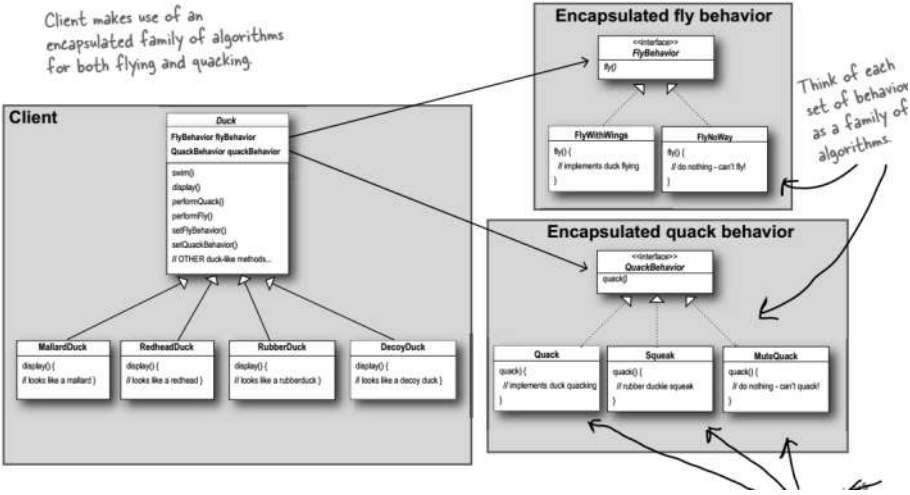 Client makes use of an
encapsulated family of algorithms
for both flying and quacking.
Encapsulated fly behavior
<<interface>>
FlyBehavior
fly()
FlyWithWings
fly() {
// implements duck flying
}
FlyNoWay
fly() {
// do nothing - can't fly!
}
Think of each
set of behavior
as a family of
algorithms.
Client
Duck
FlyBehavior flyBehavior
QuackBehavior quackBehavior
swim()
display()
performQuack()
performFly()
setFlyBehavior()
setQuackBehavior()
// OTHER duck-like methods...
MallardDuck
display() {
// looks like a mallard }
RedheadDuck
display() {
// looks like a redhead }
RubberDuck
display() {
// looks like a rubberduck }
DecoyDuck
display() {
// looks like a decoy duck }
Encapsulated quack behavior
<<interface>>
QuackBehavior
quack()
Quack
quack() {
// implements duck quacking
}
Squeak
quack() {
// rubber duckie squeak
}
MuteQuack
quack() {
// do nothing - can't quack!
}